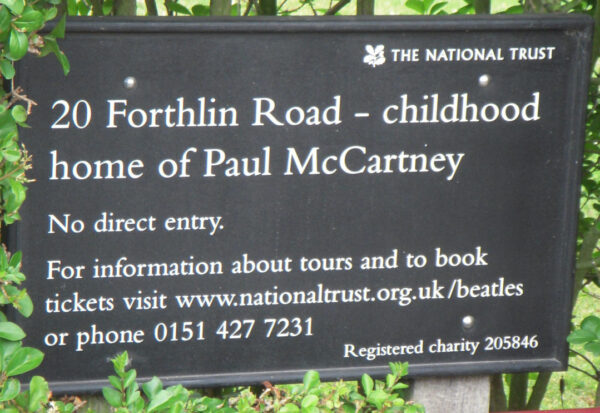 THE NATIONAL TRUST
20 Forthlin Road - childhood
home of Paul McCartney
No direct entry.
For information about tours and to book
tickets visit www.nationaltrust.org.uk/beatles
or phone 0151 427 7231
Registered charity 205846